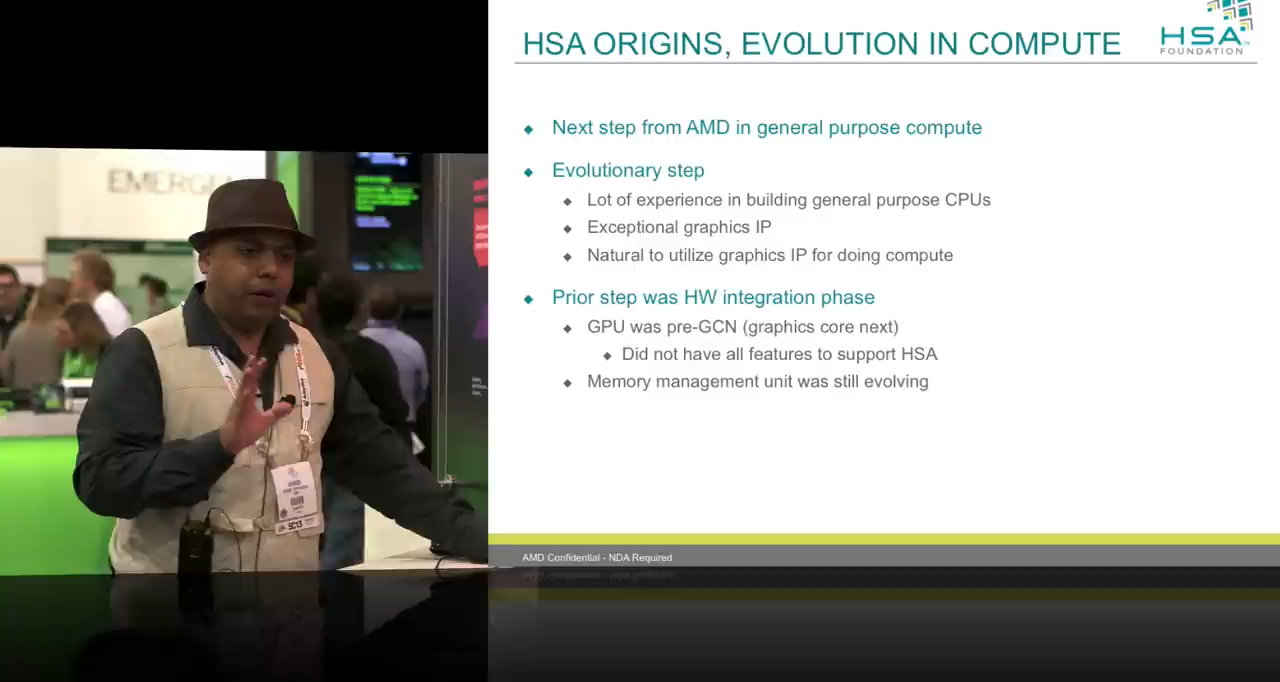 HSA ORIGINS, EVOLUTION IN COMPUTE
HSA
FOUNDATION
Next step from AMD in general purpose compute
Evolutionary step
Lot of experience in building general purpose CPUs
Exceptional graphics IP
Natural to utilize graphics IP for doing compute
Prior step was HW integration phase
GPU was pre-GCN (graphics core next)
Did not have all features to support HSA
Memory management unit was still evolving
AMD Confidential - NDA Required
SC13